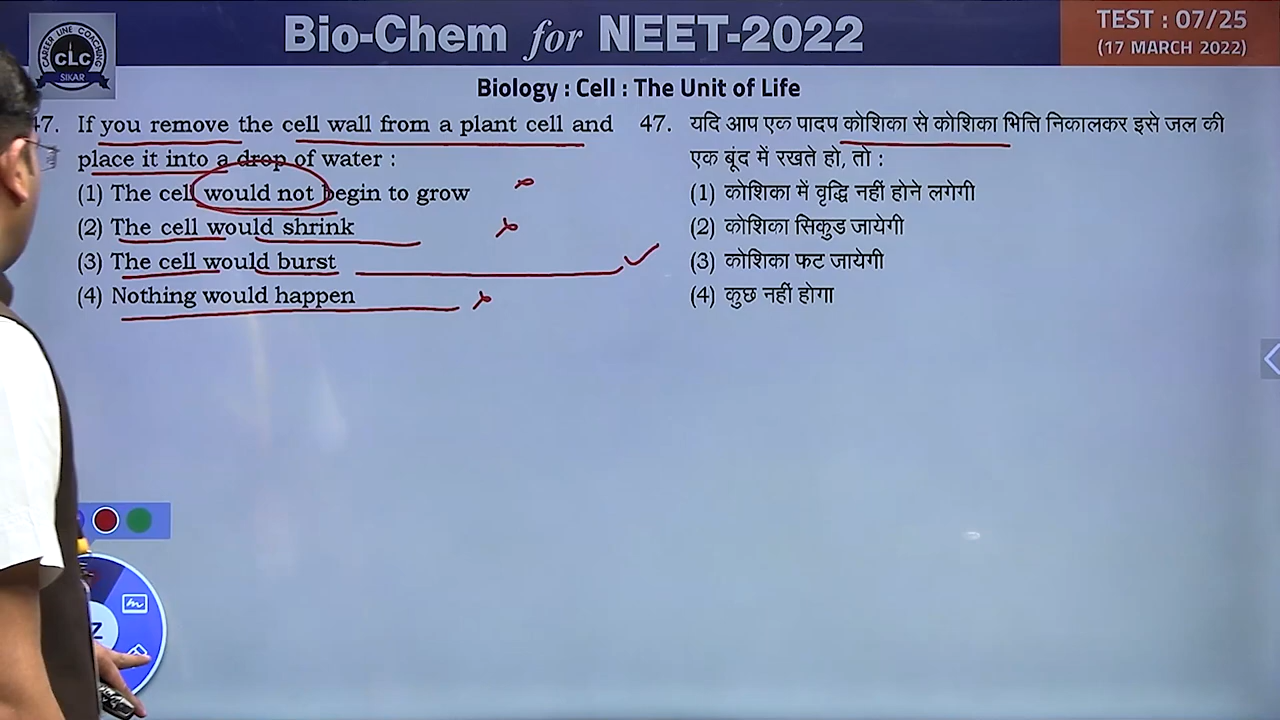 CAREER LINE COACHING
CLC
SIKAR
Bio-Chem for NEET-2022
TEST : 07/25
(17 MARCH 2022)
Biology : Cell : The Unit of Life
47. If you remove the cell wall from a plant cell and
place it into a drop of water :
(1) The cell would not begin to grow
(2) The cell would shrink
(3) The cell would burst
(4) Nothing would happen
47. यदि आप एक पादप कोशिका से कोशिका भित्ति निकालकर इसे जल की
एक बूंद में रखते हो, तो :
(1) कोशिका में वृद्धि नहीं होने लगेगी
(2) कोशिका सिकुड जायेगी
(3) कोशिका फट जायेगी
(4) कुछ नहीं होगा